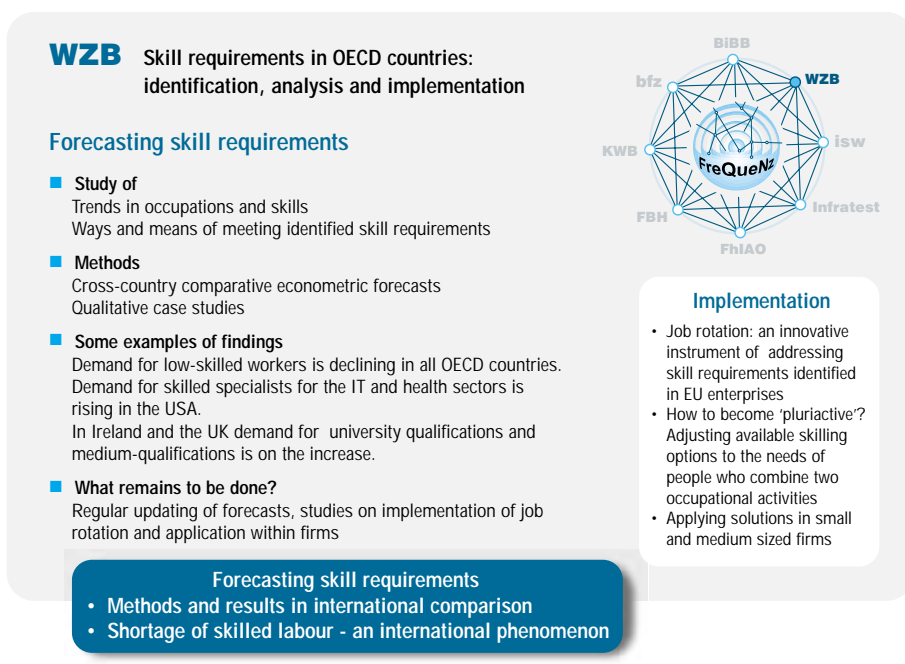 WZB Skill requirements in OECD countries:
identification, analysis and implementation
Forecasting skill requirements
■ Study of
Trends in occupations and skills
Ways and means of meeting identified skill requirements
■ Methods
Cross-country comparative econometric forecasts
Qualitative case studies
■ Some examples of findings
Demand for low-skilled workers is declining in all OECD countries.
Demand for skilled specialists for the IT and health sectors is
rising in the USA.
In Ireland and the UK demand for university qualifications and
medium-qualifications is on the increase.
■ What remains to be done?
Regular updating of forecasts, studies on implementation of job
rotation and application within firms
BiBB
WZB
bfz
isw
KWB
FreQueNz
Infratest
FBH
FhIAO
Implementation
• Job rotation: an innovative
instrument of addressing
skill requirements identified
in EU enterprises
• How to become 'pluriactive'?
Adjusting available skilling
options to the needs of
people who combine two
occupational activities
• Applying solutions in small
and medium sized firms
Forecasting skill requirements
• Methods and results in international comparison
• Shortage of skilled labour - an international phenomenon